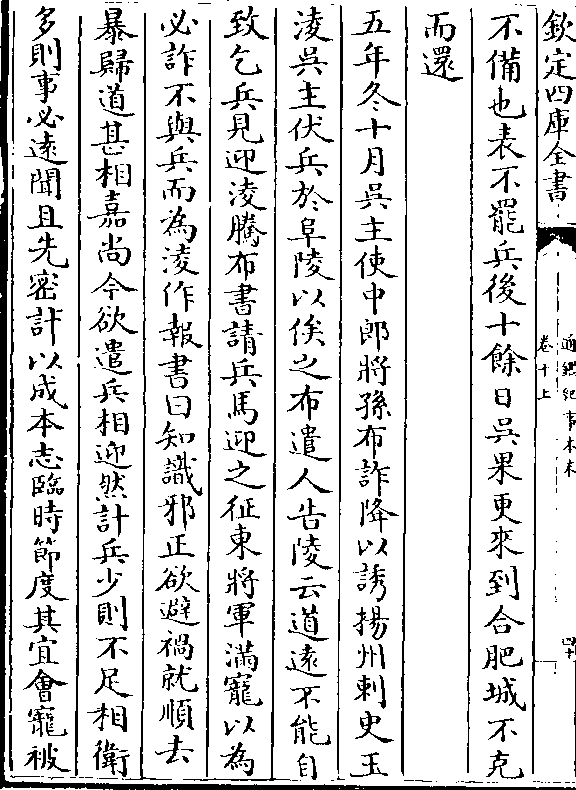 欽定四庫全書
通鑑紀事本末
卷十上
四十
不備也表不罷兵後十餘日吳果更來到合肥城不克
而還
五年冬十月吳主使中郎將孫布詐降以誘揚州刺史玉
淩吳主伏兵於阜陵以俟之布遣人告陵云道遠不能自
致乞兵見迎淩騰布書請兵馬迎之征東將軍滿寵以為
必詐不與兵而為淩作報書曰知識邪正欲避禍就順去
暴歸道甚相嘉尚今欲遣兵相迎然計兵少則不足相衛
多則事必遠聞且先密計以成本志臨時節度其宜會寵被